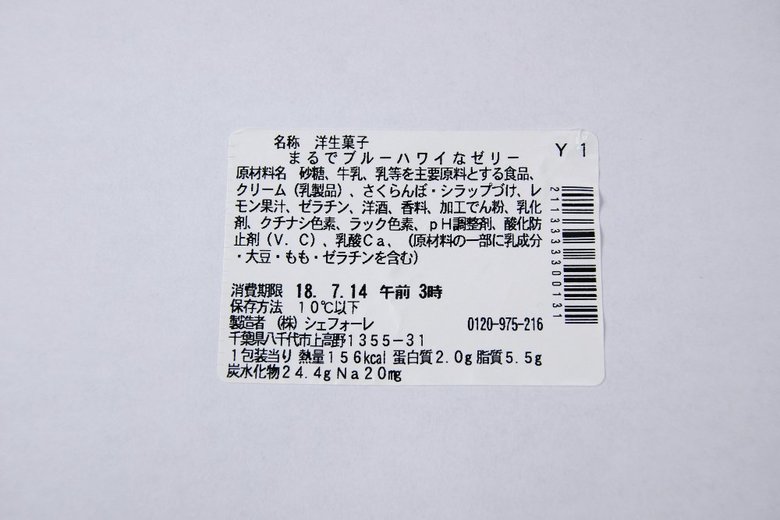 名称 洋生菓子
まるでブルーハワイなゼリー
Y 1
原材料名 砂糖、牛乳、乳等を主要原料とする食品、
クリーム(乳製品)、さくらんぼ・シラップづけ、レ
モン果汁、ゼラチン、洋酒、香料、加工でん粉、乳化
剤、クチナシ色素、ラック色素、pH調整剤、酸化防
止剤(V.C)、乳酸Ca、(原材料の一部に乳成分
・大豆・もも・ゼラチンを含む)
消費期限 18. 7.14 午前 3時
保存方法 10℃以下
製造者 (株)シェフォーレ 0120-975-216
千葉県八千代市上高野1355-31
1包装当り 熱量156kcal 蛋白質2.0g 脂質5.5g
炭水化物24.4g Na20mg
2113333300131